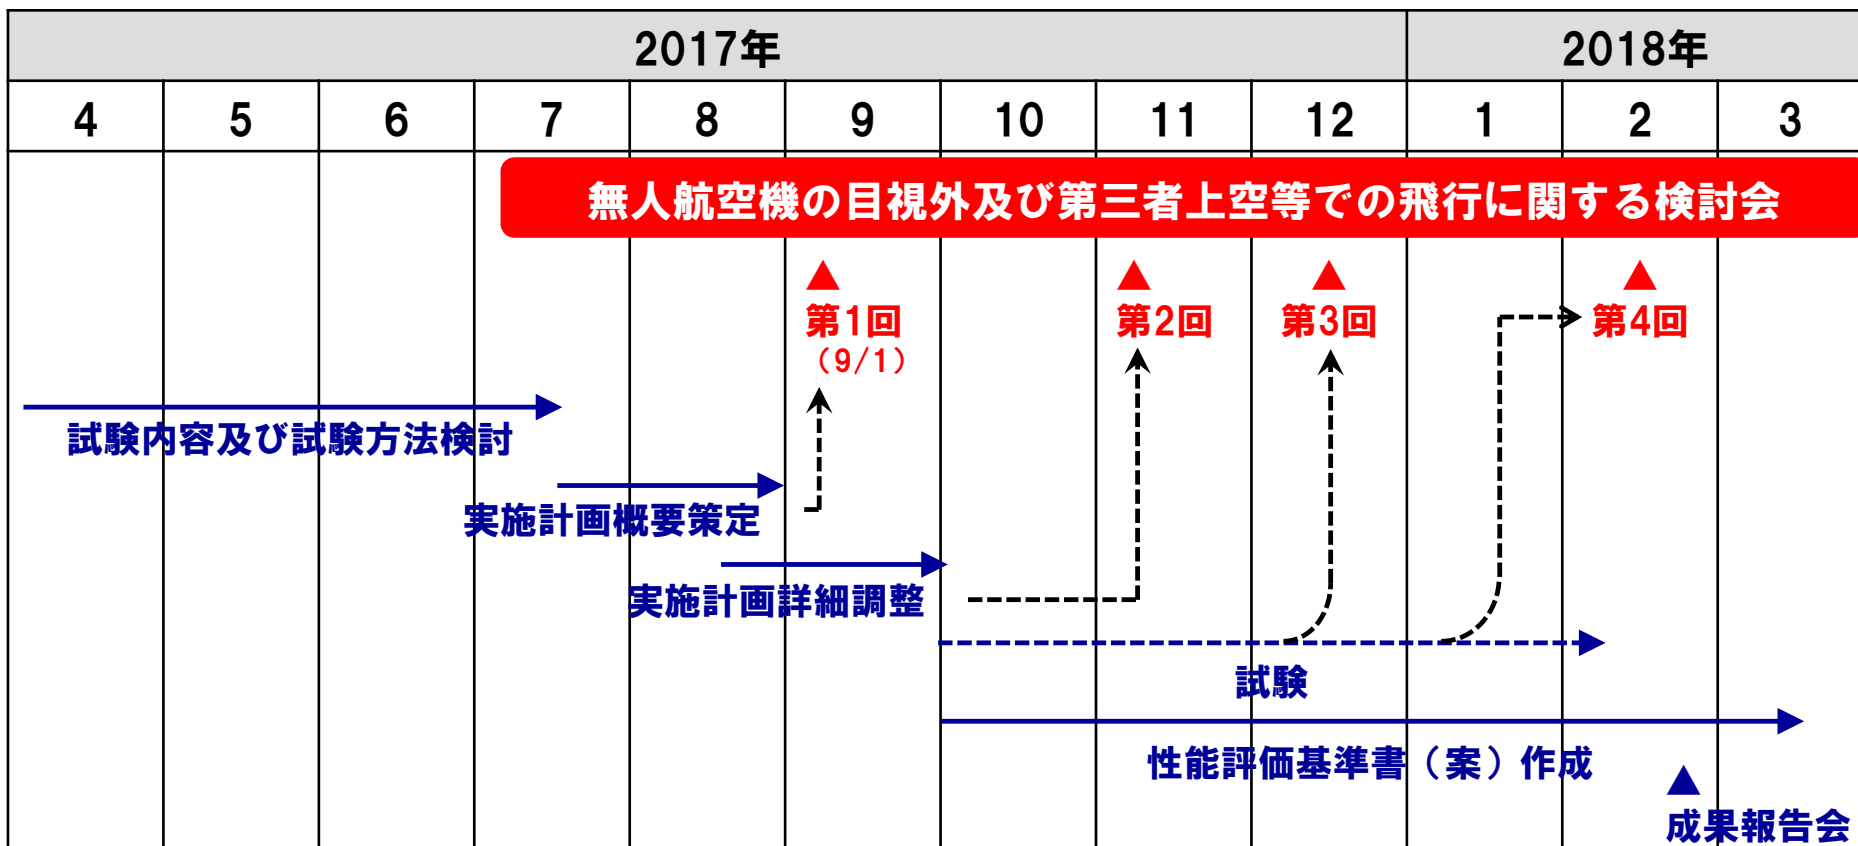 2017年 2018年
4 5 6 7 8 9 10 11 12 1 2 3
無人航空機の目視外及び第三者上空等での飛行に関する検討会
第1回 第2回 第3回 第4回
（9/1）
試験内容及び試験方法検討
実施計画概要策定
実施計画詳細調整
試験
性能評価基準書（案）作成
成果報告会